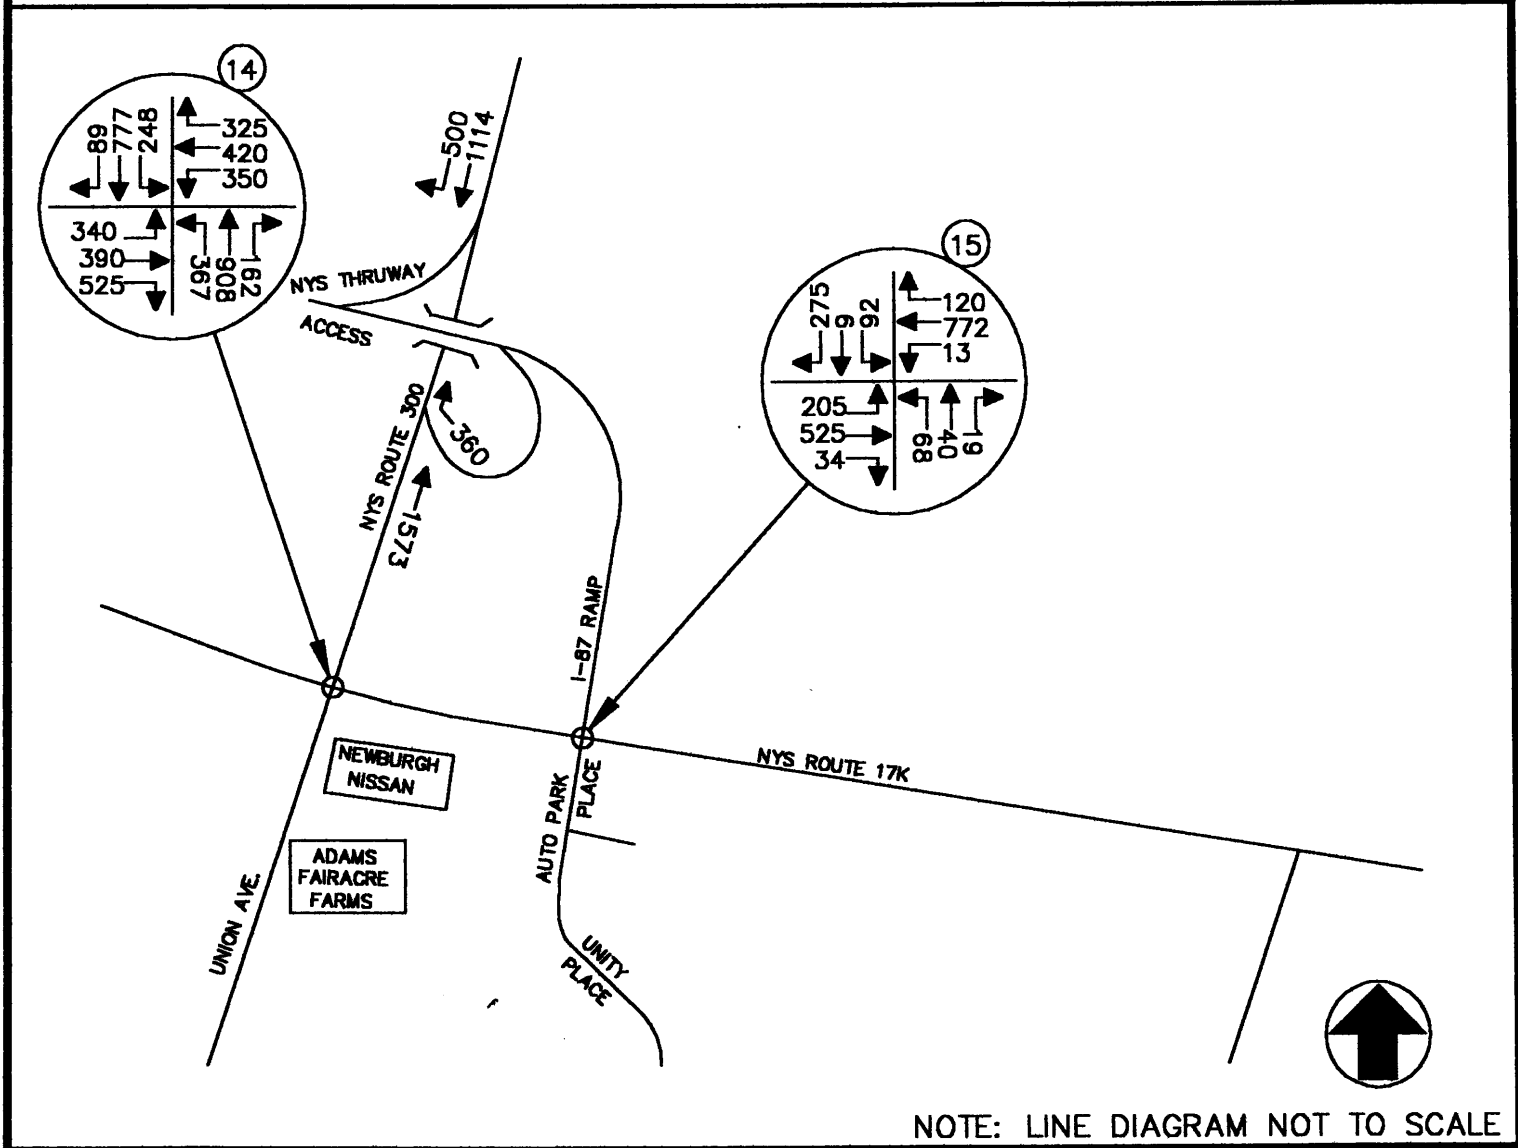 14
89
777
248
325
420
350
340
390
525
367
908
162
500
1114
NYS THRUWAY
ACCESS
15
275
9
92
120
772
13
205
525
34
68
40
19
NYS ROUTE 300
360
1573
I-87 RAMP
NEWBURGH
NISSAN
NYS ROUTE 17K
AUTO PARK
PLACE
ADAMS
FAIRACRE
FARMS
UNION AVE.
UNITY
PLACE
NOTE: LINE DIAGRAM NOT TO SCALE